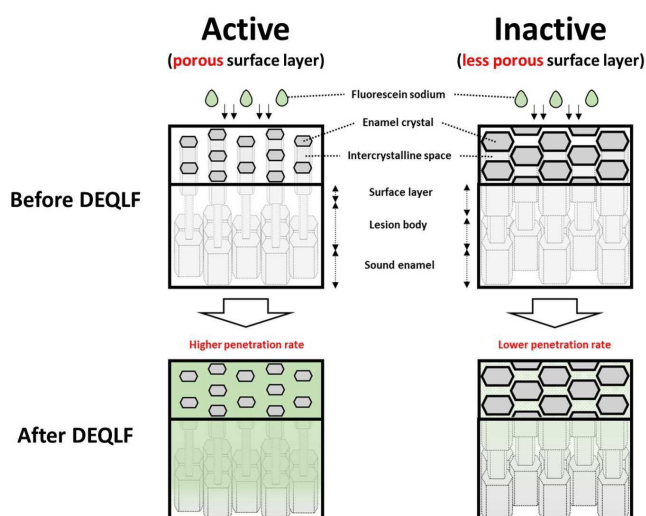 Active
(porous surface layer)
Inactive
(less porous surface layer)
Fluorescein sodium
Enamel crystal
Intercrystalline space
Before DEQLF
Surface layer
Lesion body
Sound enamel
Higher penetration rate
Lower penetration rate
After DEQLF